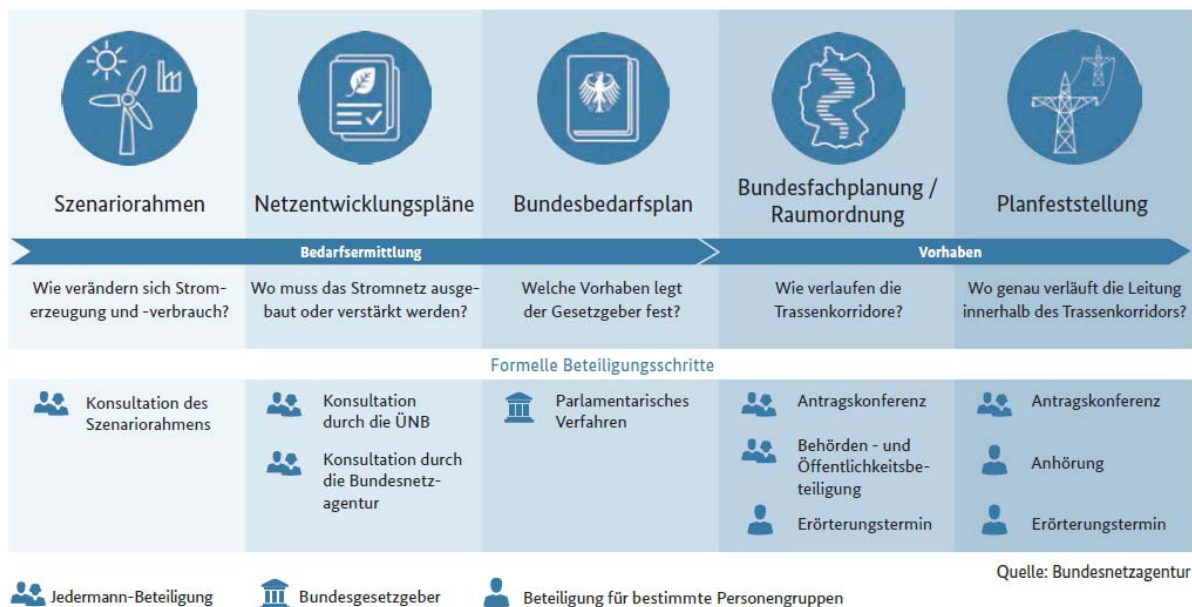 Szenariorahmen
Netzentwicklungspläne
Bundesbedarfsplan
Bundesfachplanung /
Raumordnung
Planfeststellung
Bedarfsermittlung
Vorhaben
Wie verändern sich Strom-
erzeugung und -verbrauch?
Wo muss das Stromnetz ausge-
baut oder verstärkt werden?
Welche Vorhaben legt
der Gesetzgeber fest?
Wie verlaufen die
Trassenkorridore?
Wo genau verläuft die Leitung
innerhalb des Trassenkorridors?
Formelle Beteiligungsschritte
Konsultation des
Szenariorahmens
Konsultation
durch die ÜNB
Konsultation durch
die Bundesnetz-
agentur
Parlamentarisches
Verfahren
Antragskonferenz
Behörden - und
Öffentlichkeitsbe-
teiligung
Erörterungstermin
Antragskonferenz
Anhörung
Erörterungstermin
Quelle: Bundesnetzagentur
Jedermann-Beteiligung
Bundesgesetzgeber
Beteiligung für bestimmte Personengruppen